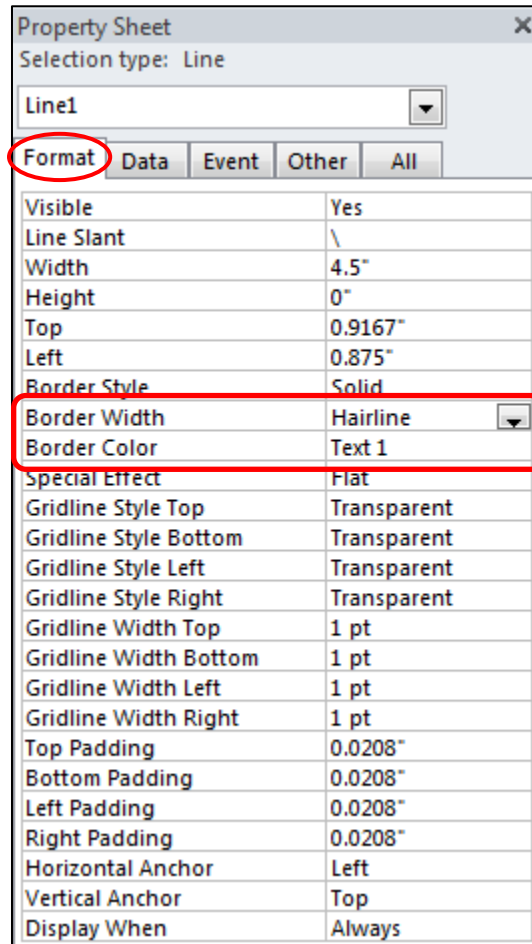 Property Sheet
Selection type: Line
Line1
Format Data Event Other All
Visible Yes
Line Slant \
Width 4.5"
Height 0"
Top 0.9167"
Left 0.875"
Border Style Solid
Border Width Hairline
Border Color Text 1
Special Effect Flat
Gridline Style Top Transparent
Gridline Style Bottom Transparent
Gridline Style Left Transparent
Gridline Style Right Transparent
Gridline Width Top 1 pt
Gridline Width Bottom 1 pt
Gridline Width Left 1 pt
Gridline Width Right 1 pt
Top Padding 0.0208"
Bottom Padding 0.0208"
Left Padding 0.0208"
Right Padding 0.0208"
Horizontal Anchor Left
Vertical Anchor Top
Display When Always